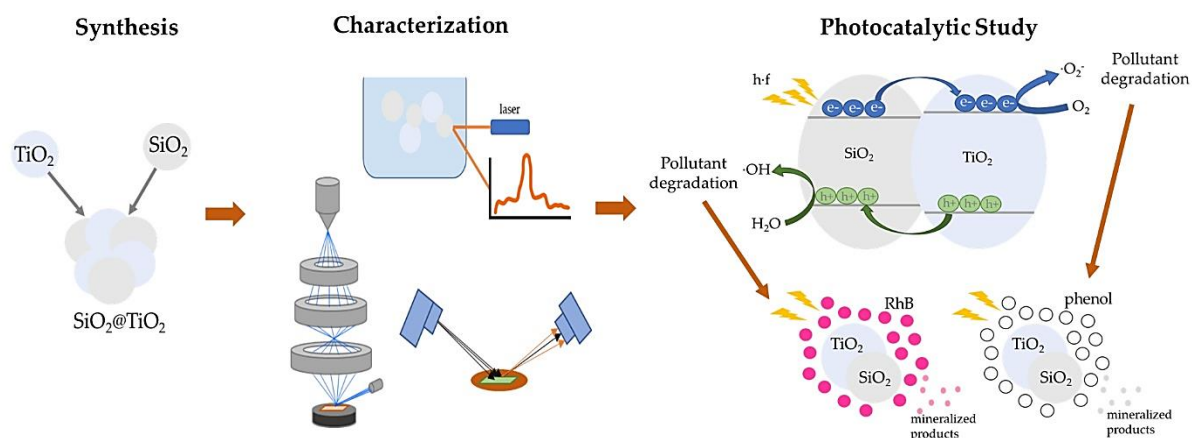 Synthesis
TiO₂
SiO₂
SiO₂@TiO₂
Characterization
laser
Photocatalytic Study
h·f
e- e- e-
e- e- e-
·O₂⁻
O₂
SiO₂
TiO₂
·OH
H₂O
h+ h+ h+
h+ h+ h+
Pollutant
degradation
Pollutant
degradation
RhB
TiO₂
SiO₂
mineralized
products
phenol
TiO₂
SiO₂
mineralized
products